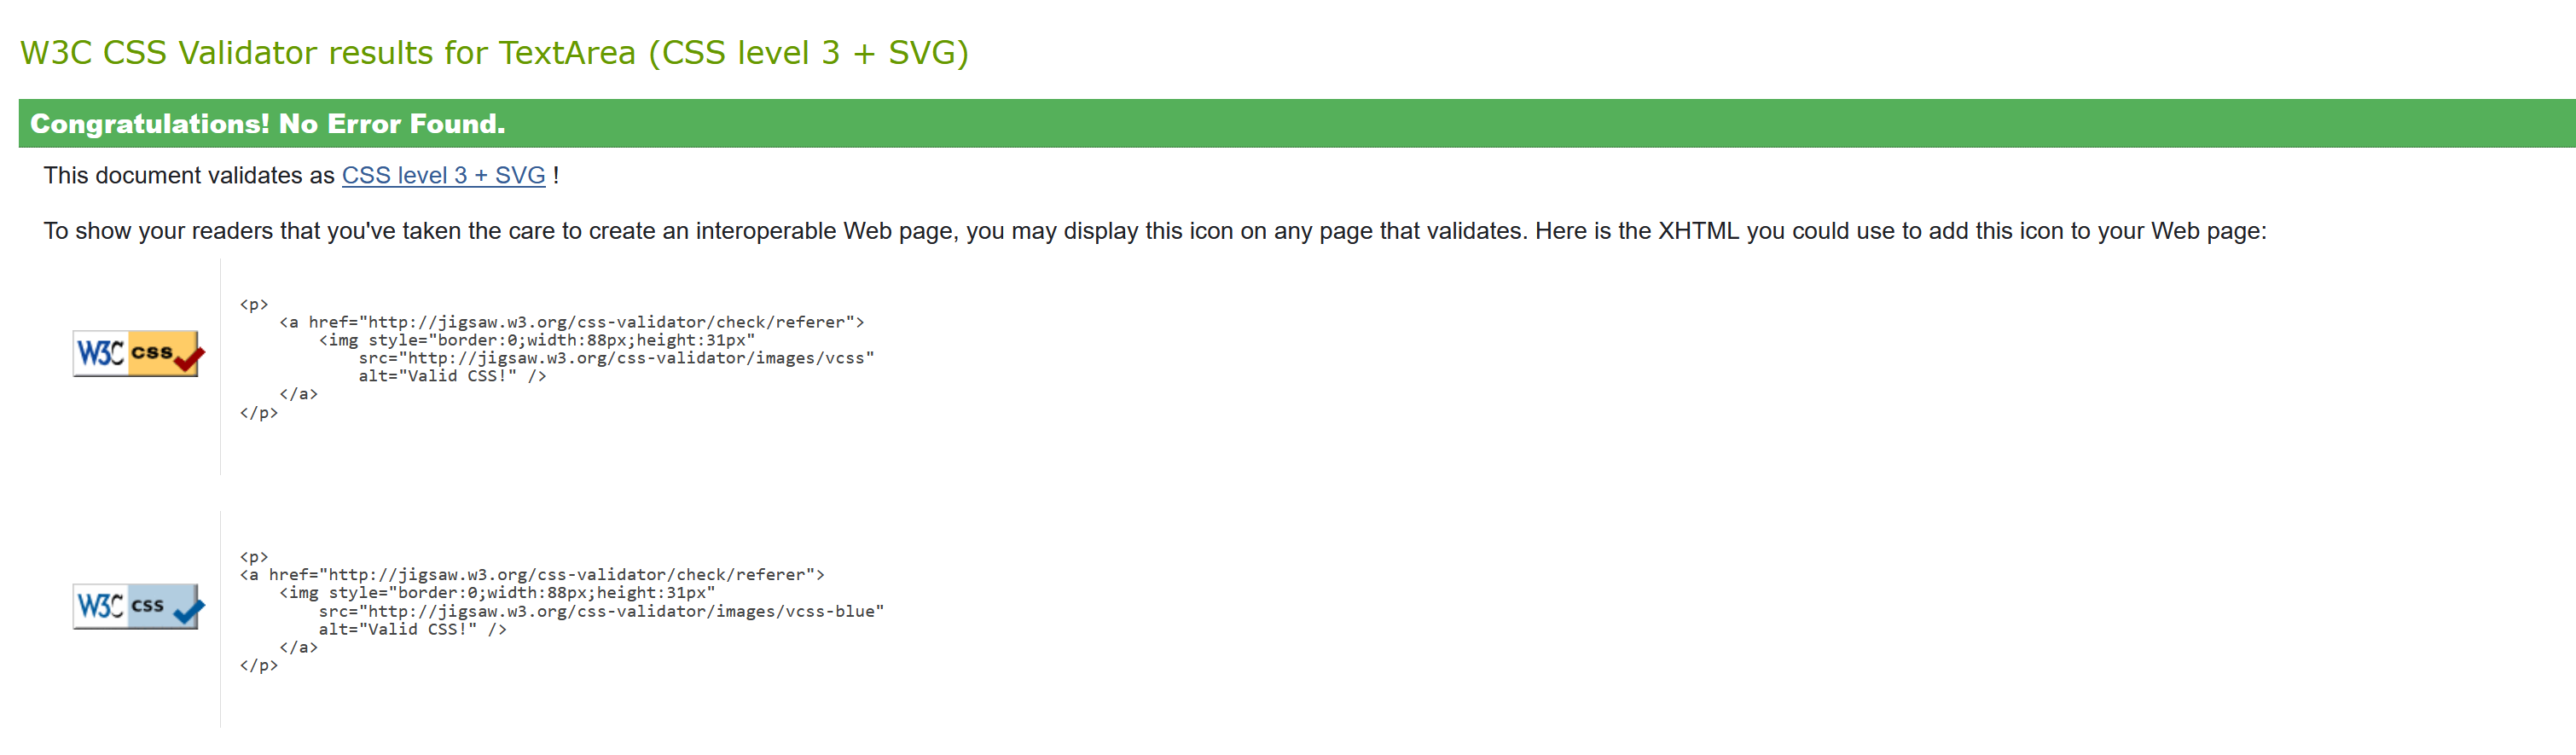 W3C CSS Validator results for TextArea (CSS level 3 + SVG)
Congratulations! No Error Found.
This document validates as CSS level 3 + SVG !
To show your readers that you've taken the care to create an interoperable Web page, you may display this icon on any page that validates. Here is the XHTML you could use to add this icon to your Web page:
W3C css
<p>
    <a href="http://jigsaw.w3.org/css-validator/check/referer">
        <img style="border:0;width:88px;height:31px"
            src="http://jigsaw.w3.org/css-validator/images/vcss"
            alt="Valid CSS!" />
    </a>
</p>
W3C css
<p>
<a href="http://jigsaw.w3.org/css-validator/check/referer">
    <img style="border:0;width:88px;height:31px"
        src="http://jigsaw.w3.org/css-validator/images/vcss-blue"
        alt="Valid CSS!" />
    </a>
</p>